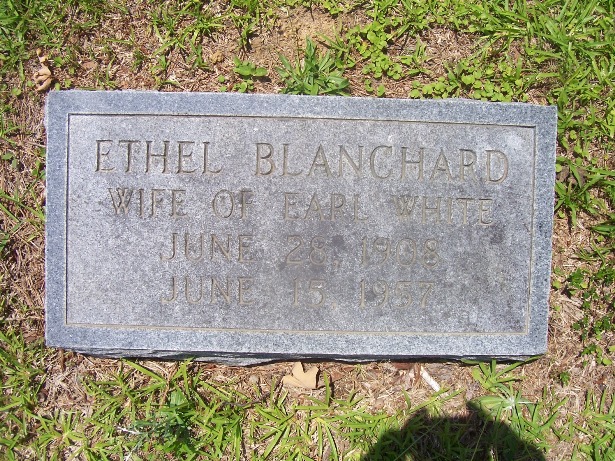 ETHEL BLANCHARD
WIFE OF EARL WHITE
JUNE 28, 1908
JUNE 15, 1957